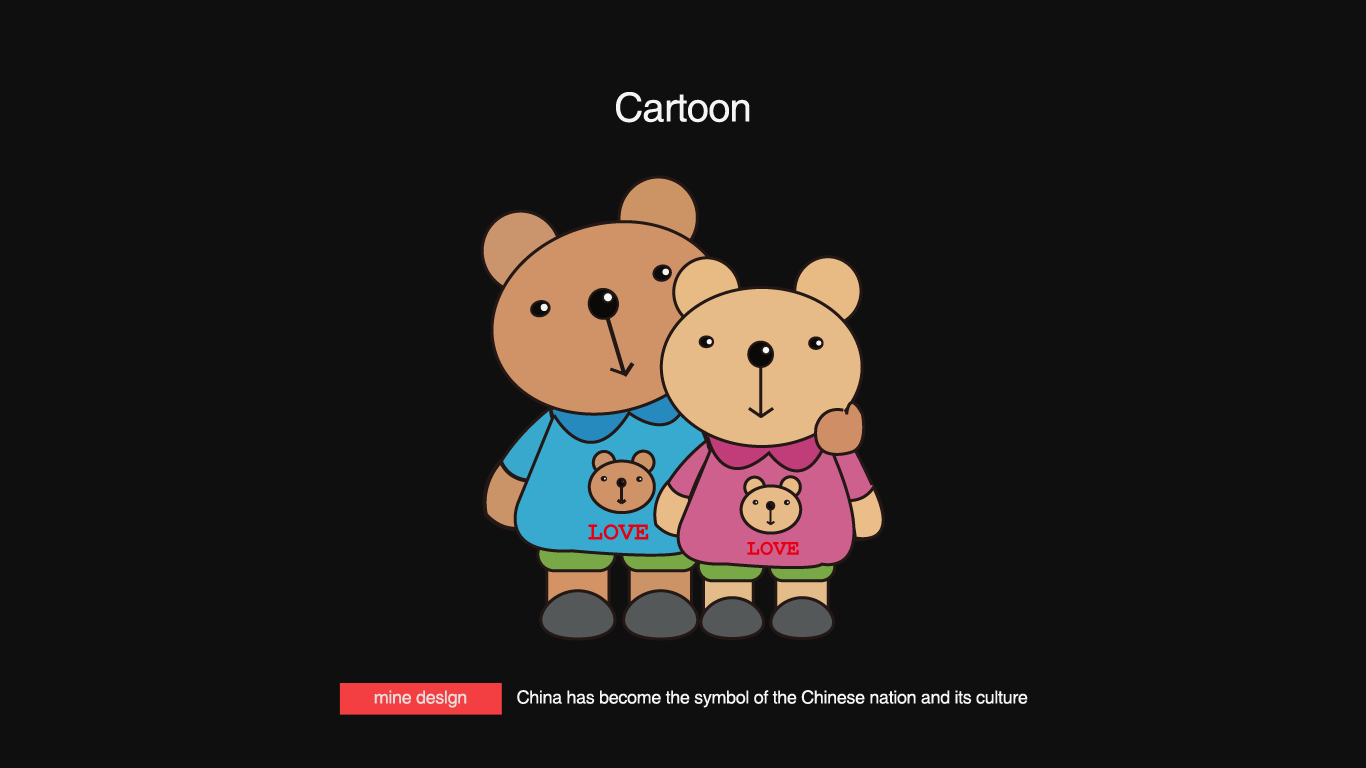 Cartoon
LOVE
LOVE
mine design
China has become the symbol of the Chinese nation and its culture